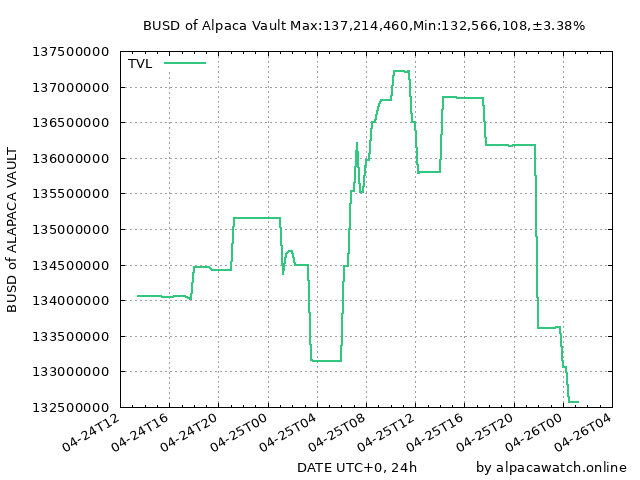 BUSD of Alpaca Vault Max:137,214,460,Min:132,566,108,±3.38%
TVL
137500000
137000000
136500000
136000000
135500000
135000000
134500000
134000000
133500000
133000000
132500000
BUSD of ALAPACA VAULT
04-24T12
04-24T16
04-24T20
04-25T00
04-25T04
04-25T08
04-25T12
04-25T16
04-25T20
04-26T00
04-26T04
DATE UTC+0, 24h
by alpacawatch.online